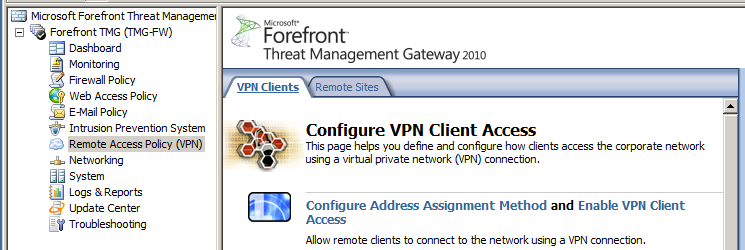 Microsoft Forefront Threat Managemen
Forefront TMG (TMG-FW)
Dashboard
Monitoring
Firewall Policy
Web Access Policy
E-Mail Policy
Intrusion Prevention System
Remote Access Policy (VPN)
Networking
System
Logs & Reports
Update Center
Troubleshooting
Microsoft®
Forefront
Threat Management Gateway 2010
VPN Clients
Remote Sites
Configure VPN Client Access
This page helps you define and configure how clients access the corporate network
using a virtual private network (VPN) connection.
Configure Address Assignment Method and Enable VPN Client
Access
Allow remote clients to connect to the network using a VPN connection.